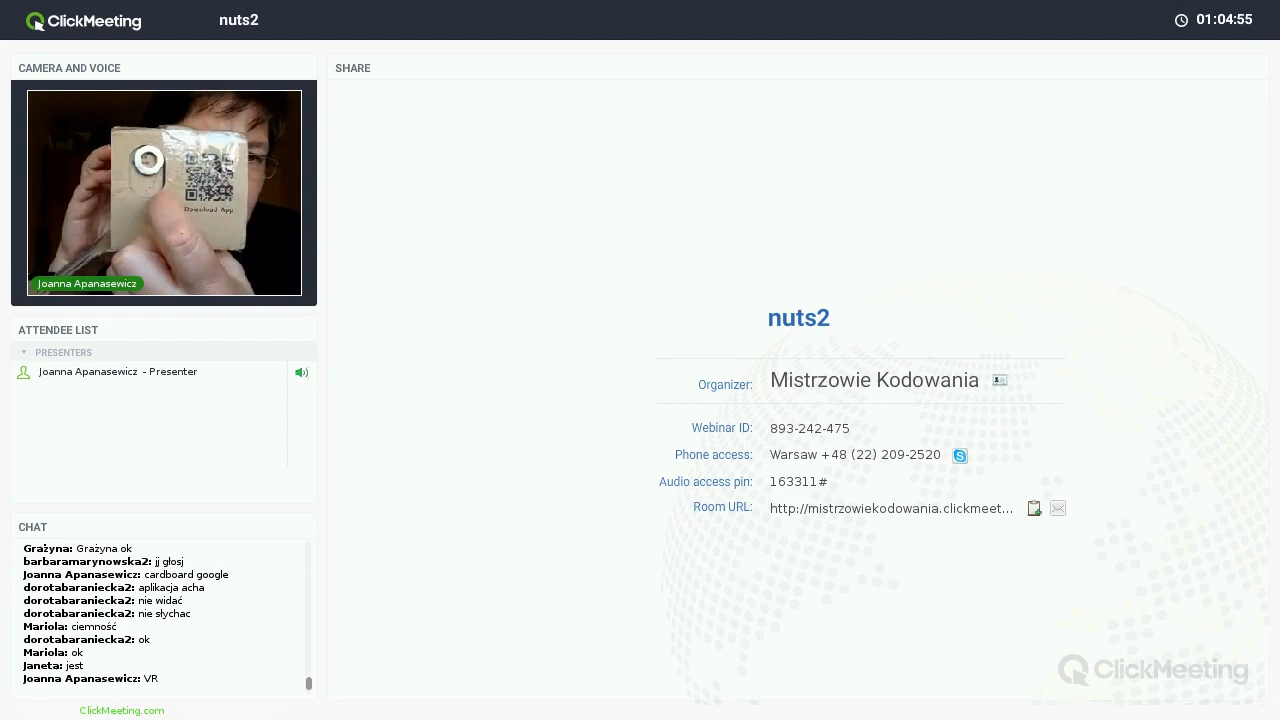 ClickMeeting
nuts2
01:04:55
CAMERA AND VOICE
Download App
Joanna Apanasewicz
ATTENDEE LIST
PRESENTERS
Joanna Apanasewicz - Presenter
CHAT
Grażyna: Grażyna ok
barbaramarynowska2: jj głosj
Joanna Apanasewicz: cardboard google
dorotabaraniecka2: aplikacja acha
dorotabaraniecka2: nie widać
dorotabaraniecka2: nie słychac
Mariola: ciemność
dorotabaraniecka2: ok
Mariola: ok
Janeta: jest
Joanna Apanasewicz: VR
ClickMeeting.com
SHARE
nuts2
Organizer: Mistrzowie Kodowania
Webinar ID: 893-242-475
Phone access: Warsaw +48 (22) 209-2520
Audio access pin: 163311#
Room URL: http://mistrzowiekodowania.clickmeet...
ClickMeeting